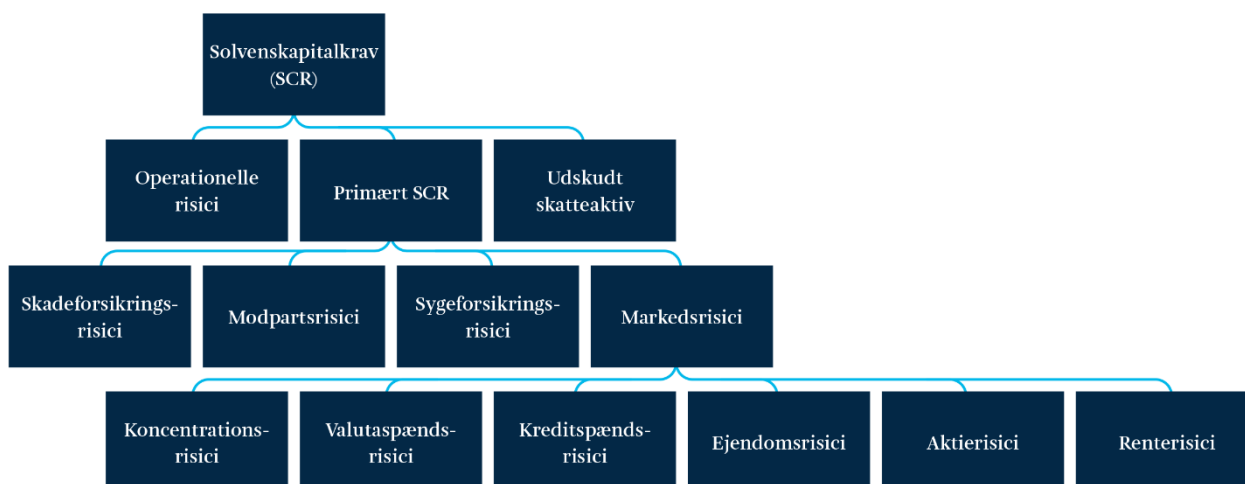 Solvenskapitalkrav
(SCR)
Operationelle
risici
Primært SCR
Udskudt
skatteaktiv
Skadeforsikrings-
risici
Modpartsrisici
Sygeforsikrings-
risici
Markedsrisici
Koncentrations-
risici
Valutaspænds-
risici
Kreditspænds-
risici
Ejendomsrisici
Aktierisici
Renterisici